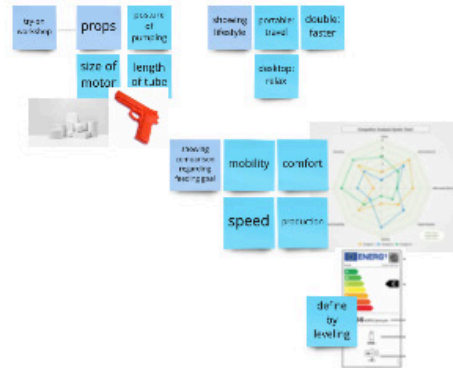 try-on
workshop
props
posture
of
pumping
size of
motor
length
of tube
showing
lifestyle
portable:
travel
double:
faster
desktop:
relax
showing
comparison
regarding
feeding goal
mobility
comfort
speed
production
ENERG
define
by
leveling